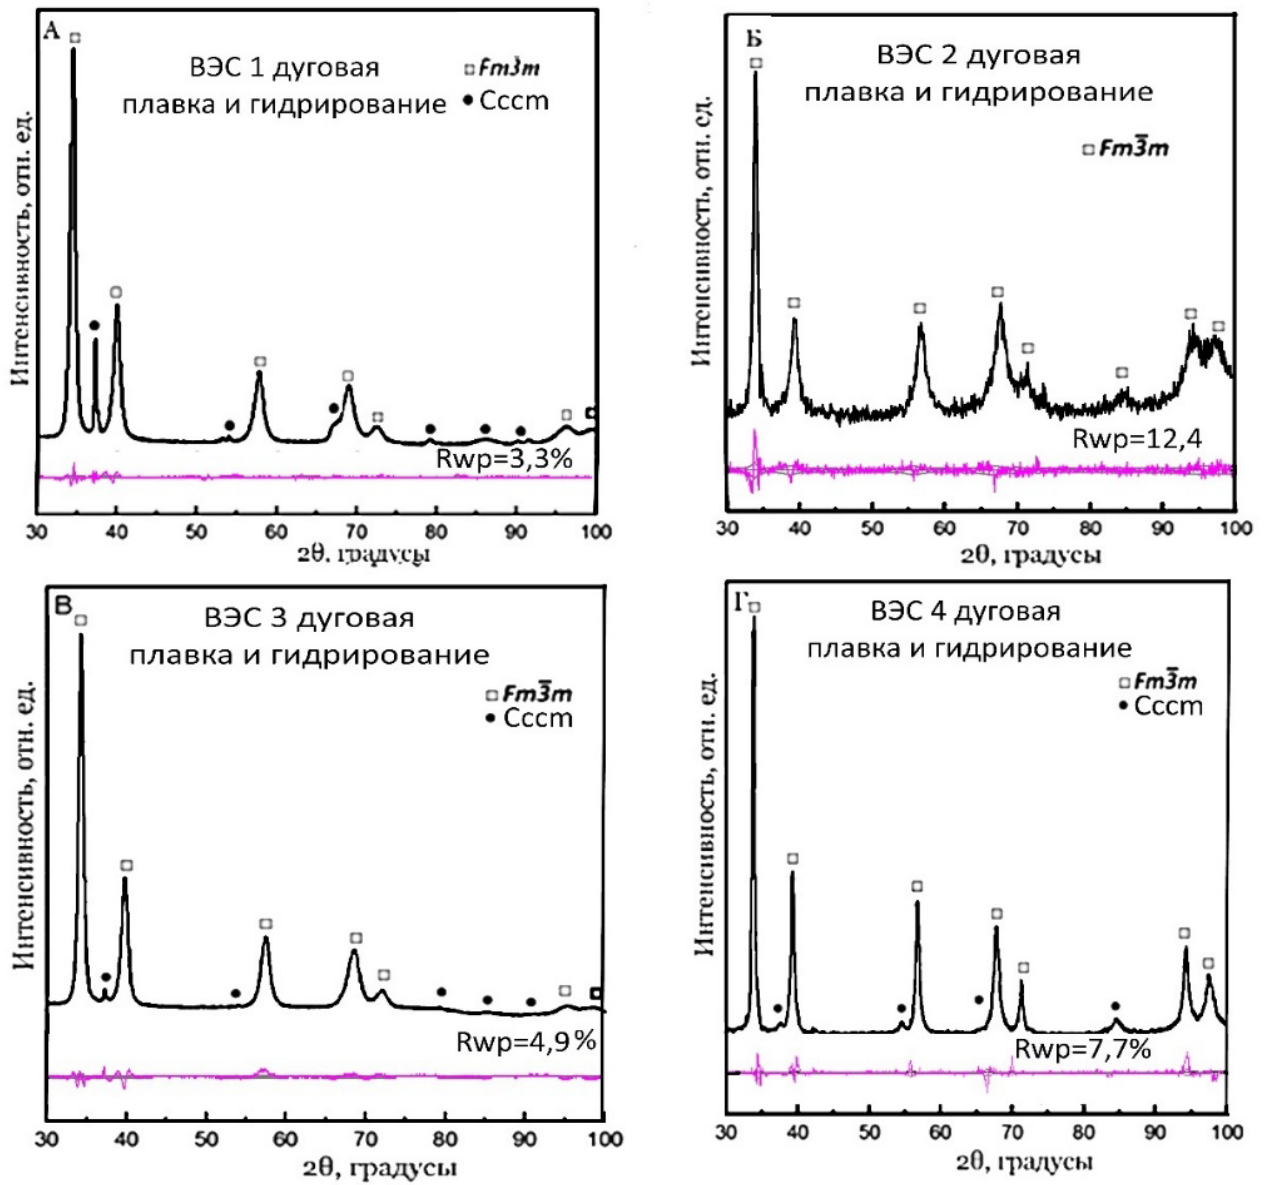 А
ВЭС 1 дуговая
плавка и гидрирование
Fm3m
Cccm
Интенсивность, отн. ед.
Rwp=3,3%
30 40 50 60 70 80 90 100
2θ, градусы
Б
ВЭС 2 дуговая
плавка и гидрирование
Fm3̅m
Интенсивность, отн. ед.
Rwp=12,4
30 40 50 60 70 80 90 100
2θ, градусы
В
ВЭС 3 дуговая
плавка и гидрирование
Fm3̅m
Cccm
Интенсивность, отн. ед.
Rwp=4,9%
30 40 50 60 70 80 90 100
2θ, градусы
Г
ВЭС 4 дуговая
плавка и гидрирование
Fm3̅m
Cccm
Интенсивность, отн. ед.
Rwp=7,7%
30 40 50 60 70 80 90 100
2θ, градусы